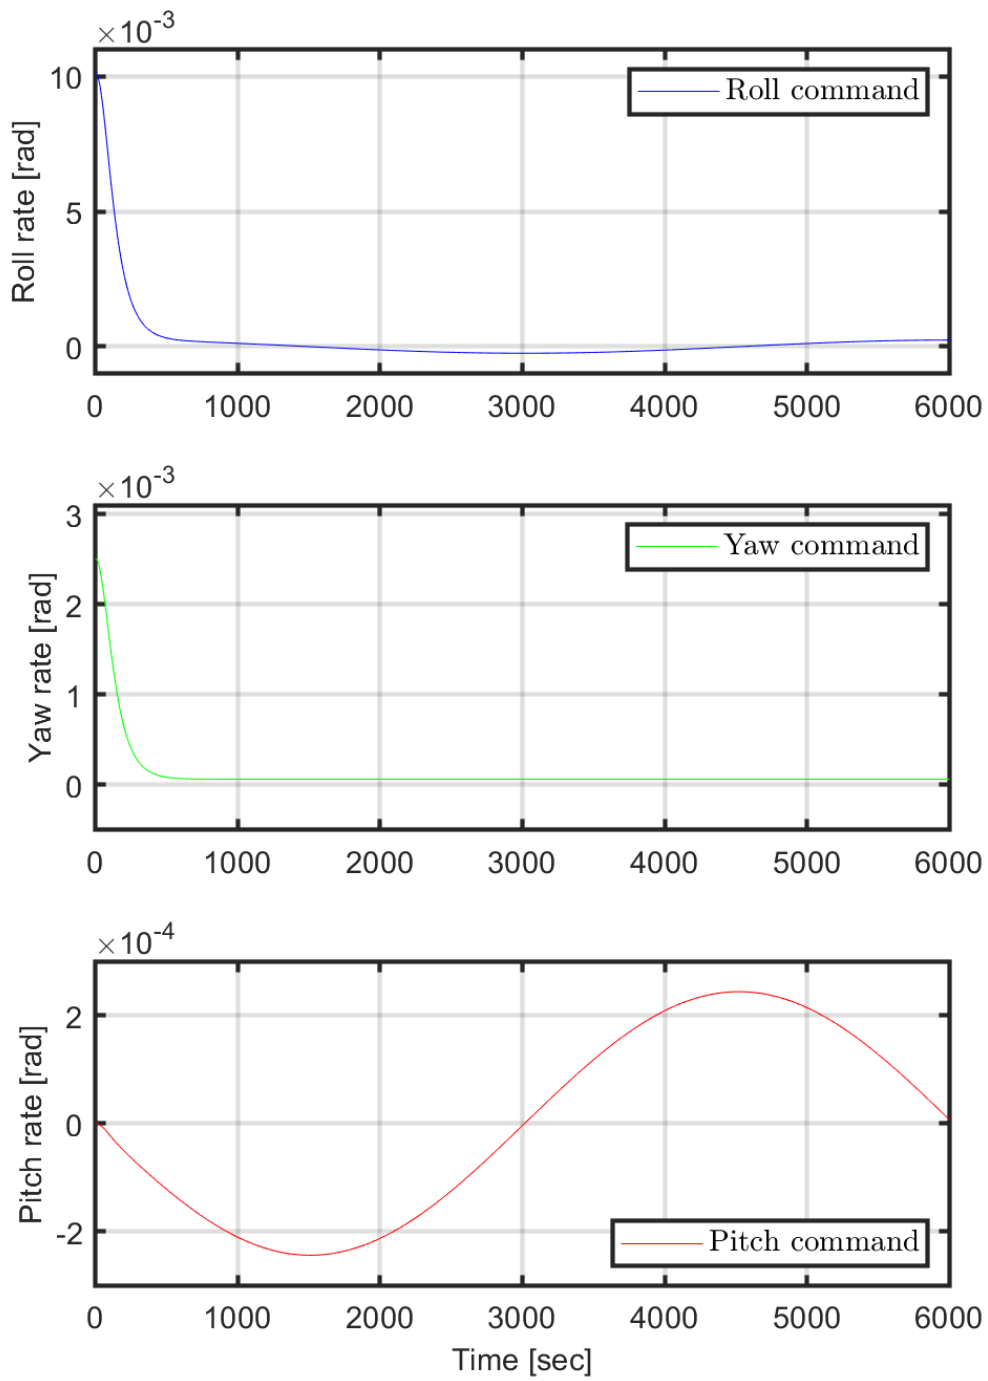 ×10-3
10
5
0
Roll rate [rad]
Roll command
0 1000 2000 3000 4000 5000 6000
×10-3
3
2
1
0
Yaw rate [rad]
Yaw command
0 1000 2000 3000 4000 5000 6000
×10-4
2
0
-2
Pitch rate [rad]
Pitch command
0 1000 2000 3000 4000 5000 6000
Time [sec]